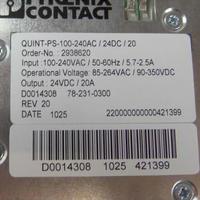 PHOENIX
CONTACT
QUINT-PS-100-240AC / 24DC / 20
Order-No.: 2938620
Input: 100-240VAC / 50-60Hz / 5.7-2.5A
Operational Voltage: 85-264VAC / 90-350VDC
Output: 24VDC / 20A
D0014308 78-231-0300
REV 20
DATE 1025 2200000000000421399
D0014308 1025 421399